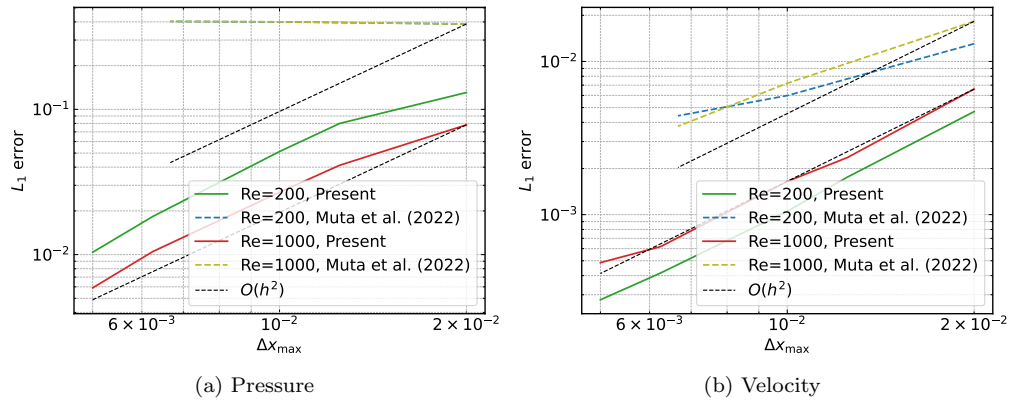 10⁻¹
10⁻²
L₁ error
6 × 10⁻³
10⁻²
2 × 10⁻²
Δx_max
Re=200, Present
Re=200, Muta et al. (2022)
Re=1000, Present
Re=1000, Muta et al. (2022)
O(h²)
(a) Pressure
10⁻²
10⁻³
L₁ error
6 × 10⁻³
10⁻²
2 × 10⁻²
Δx_max
Re=200, Present
Re=200, Muta et al. (2022)
Re=1000, Present
Re=1000, Muta et al. (2022)
O(h²)
(b) Velocity